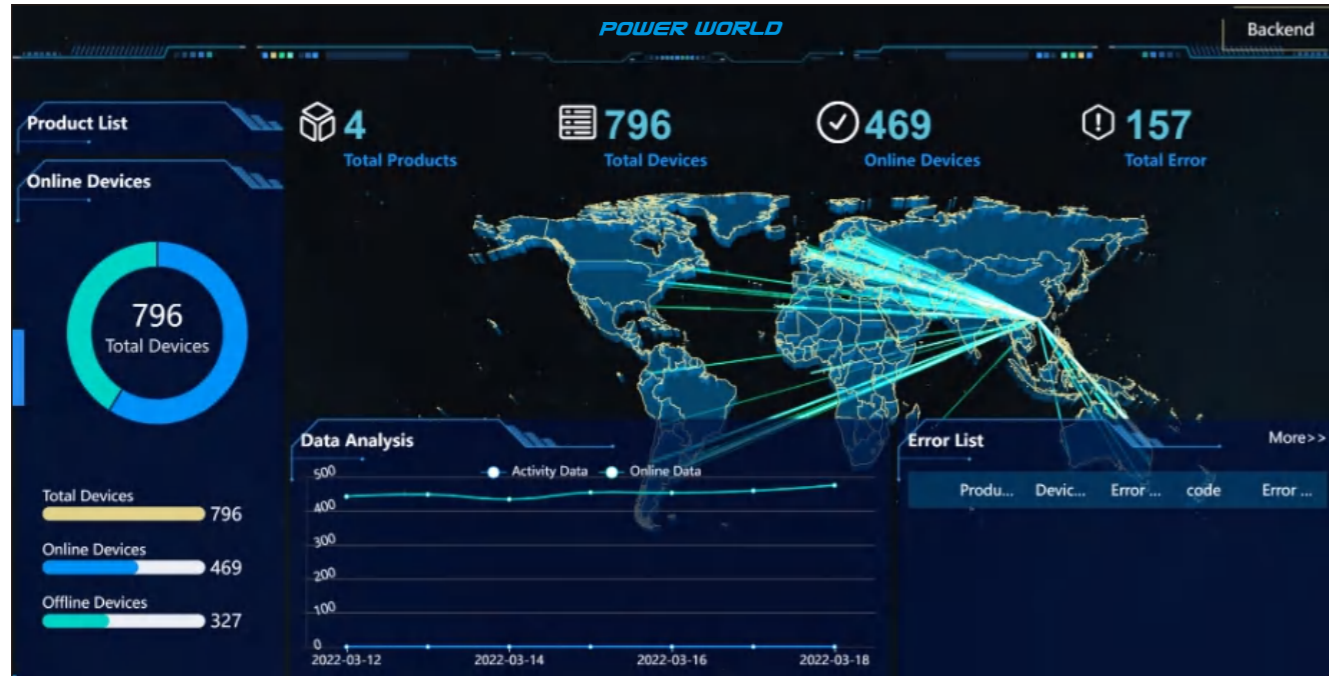 POWER WORLD
Backend
Product List
4
Total Products
796
Total Devices
469
Online Devices
157
Total Error
Online Devices
796
Total Devices
Total Devices
796
Online Devices
469
Offline Devices
327
Data Analysis
Activity Data
Online Data
500
400
300
200
100
0
2022-03-12
2022-03-14
2022-03-16
2022-03-18
Error List
More>>
Produ... Devic... Error ... code Error ...